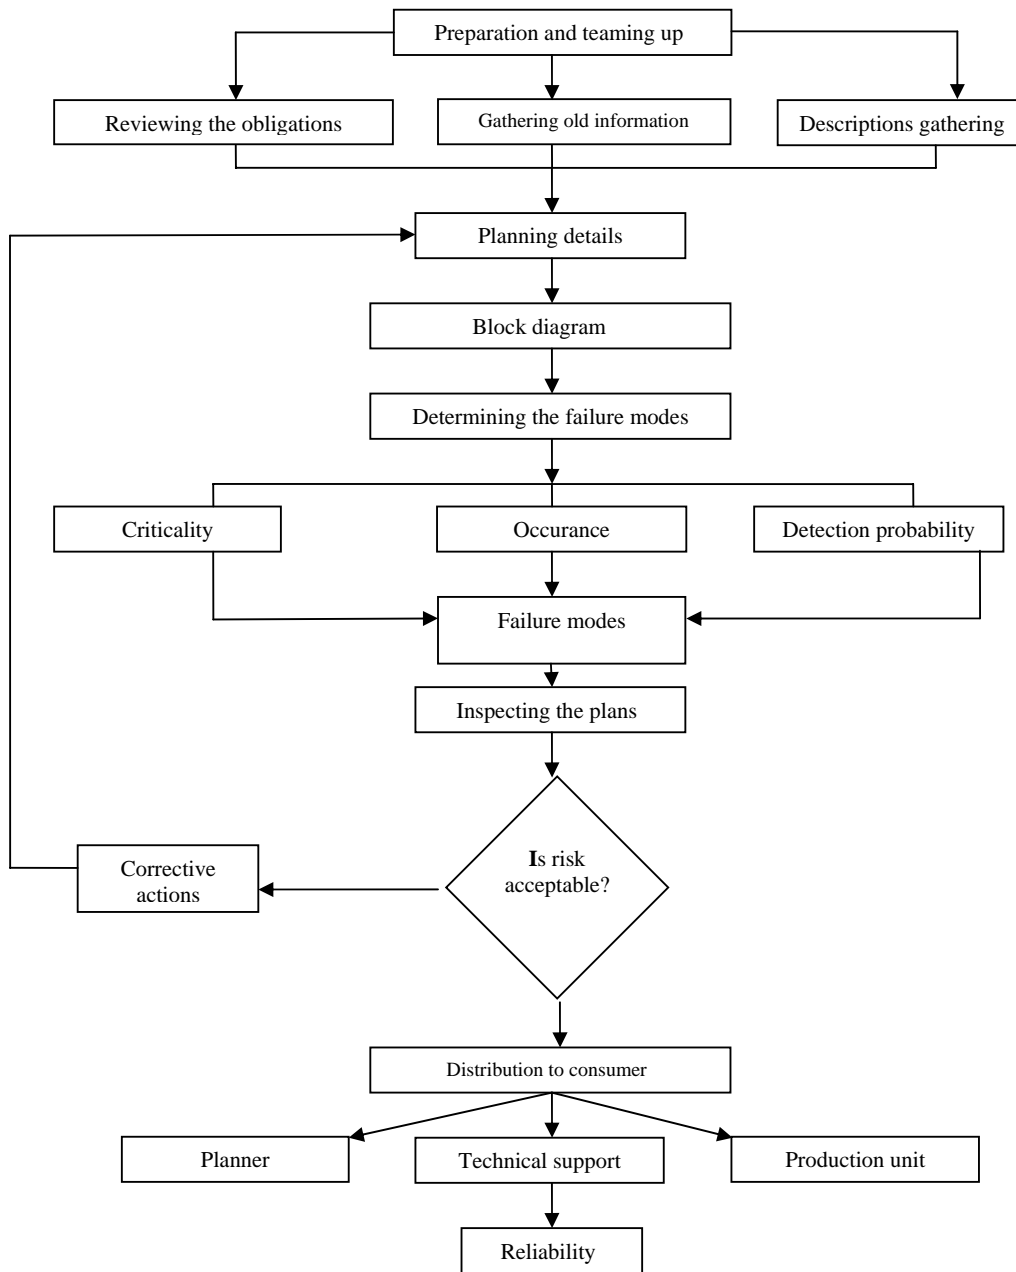 Preparation and teaming up
Reviewing the obligations
Gathering old information
Descriptions gathering
Planning details
Block diagram
Determining the failure modes
Criticality
Occurance
Detection probability
Failure modes
Inspecting the plans
Is risk
acceptable?
Corrective
actions
Distribution to consumer
Planner
Technical support
Production unit
Reliability